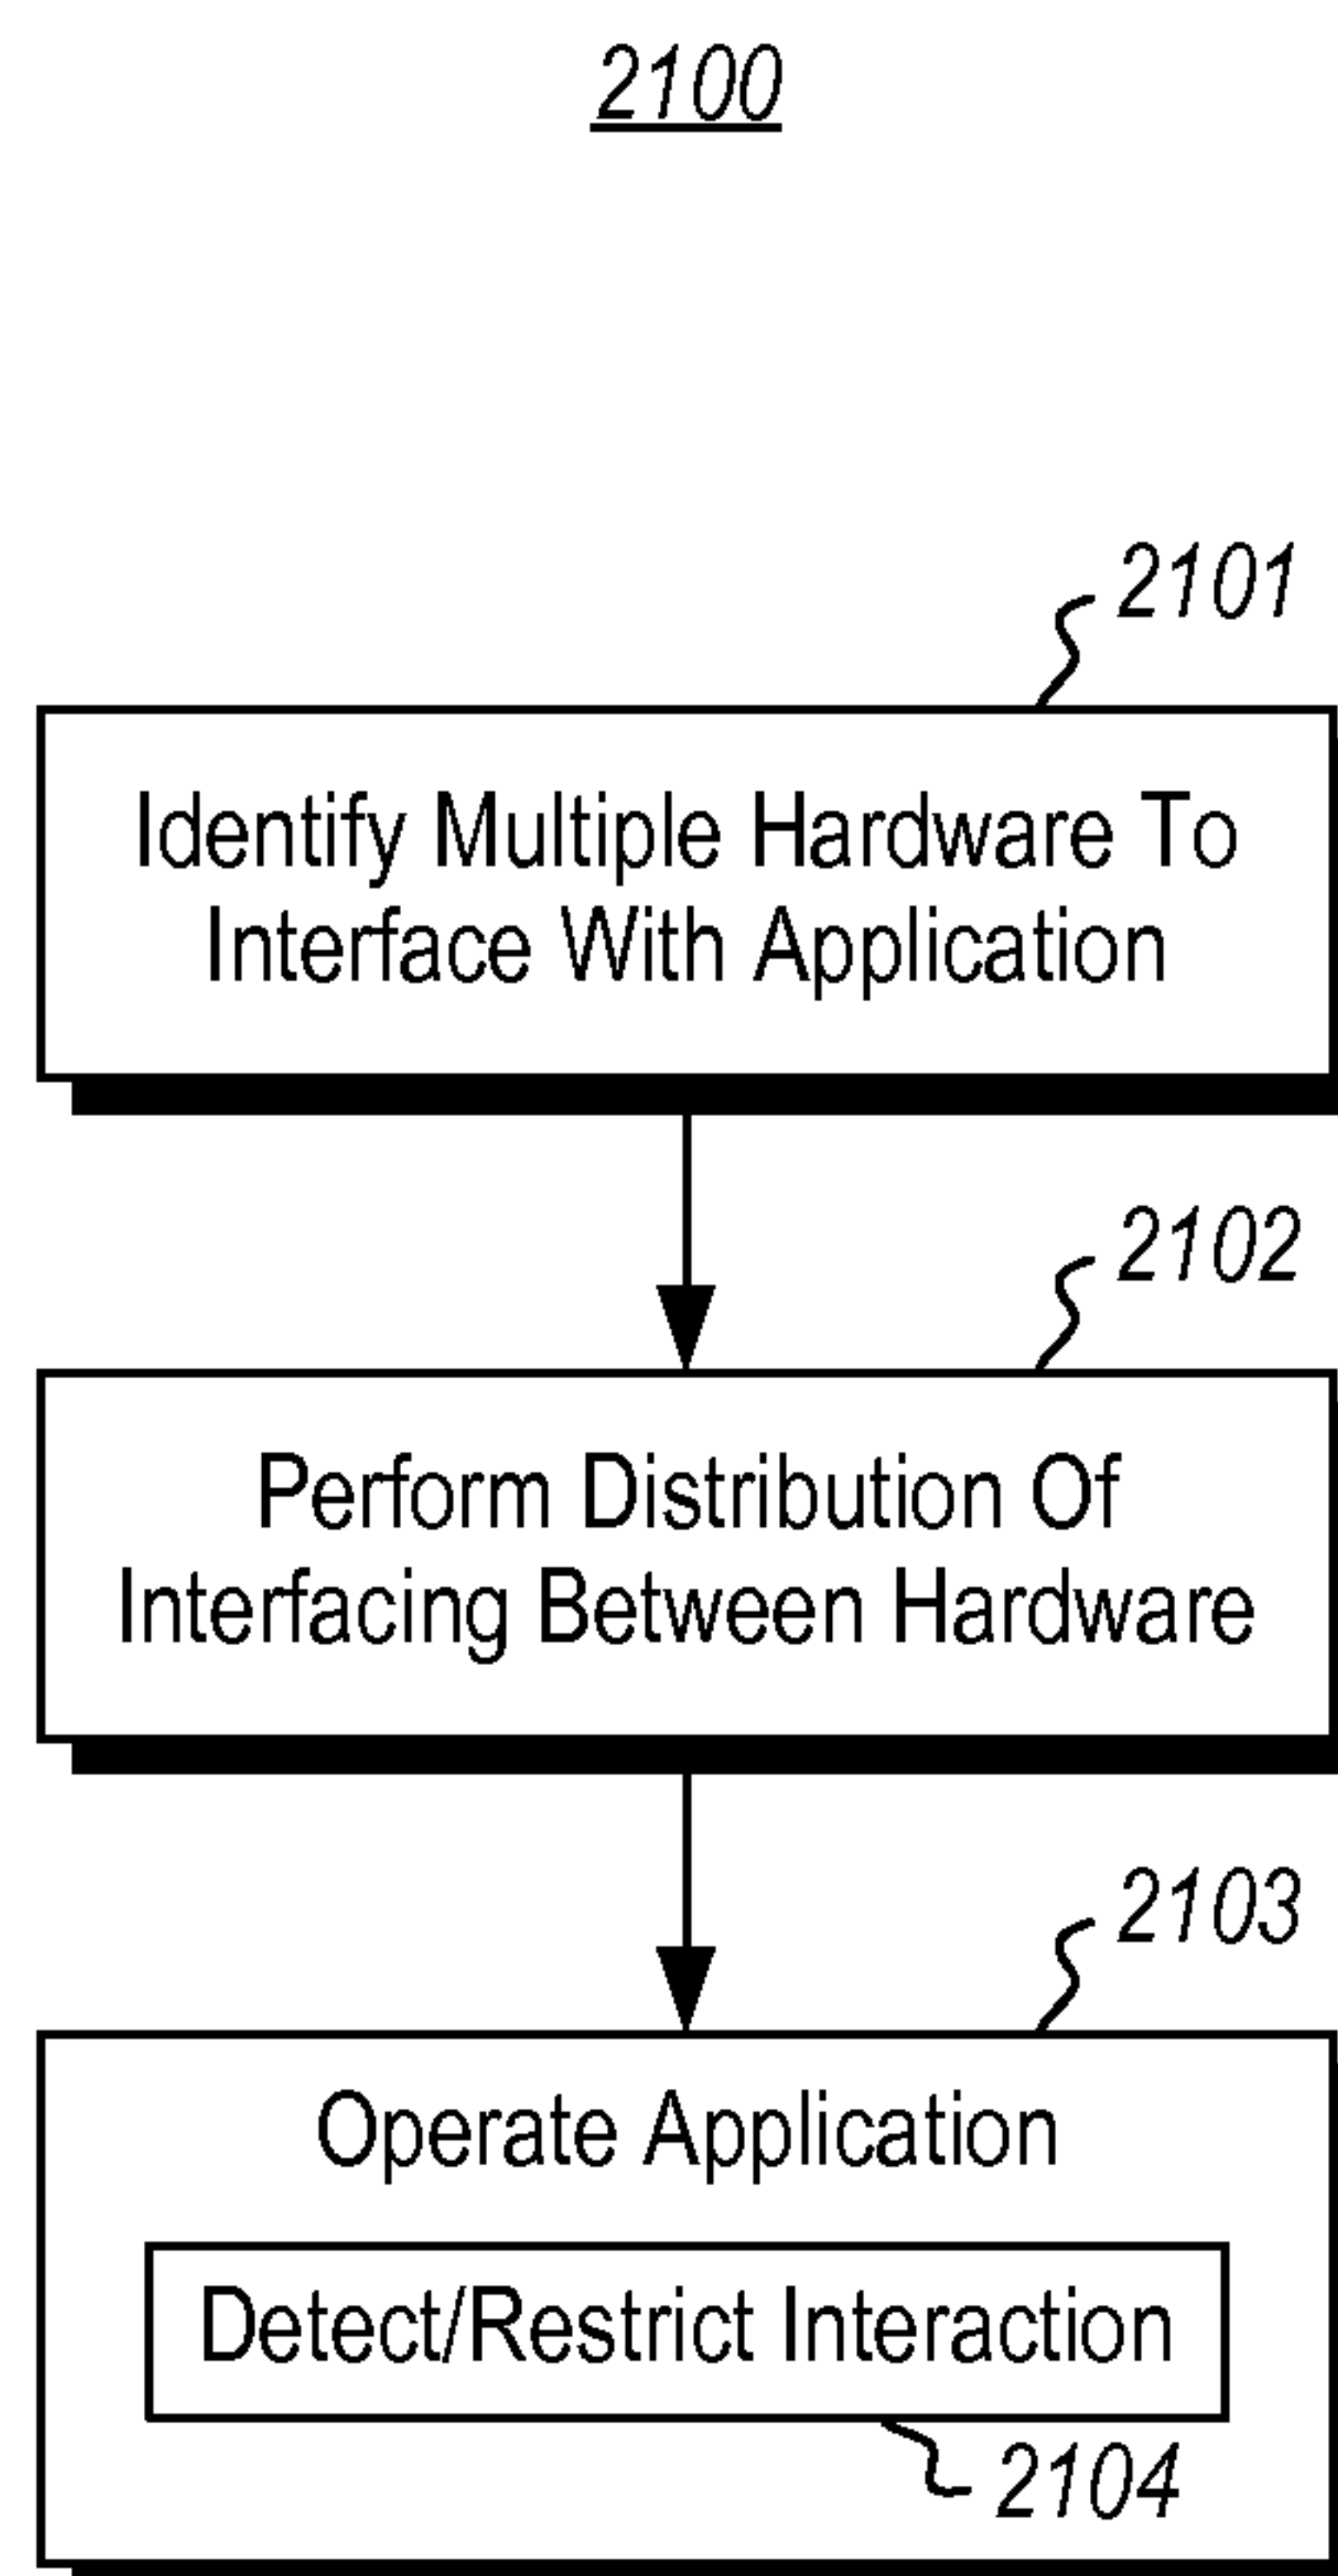 2100
2101
Identify Multiple Hardware To
Interface With Application
2102
Perform Distribution Of
Interfacing Between Hardware
2103
Operate Application
Detect/Restrict Interaction
2104